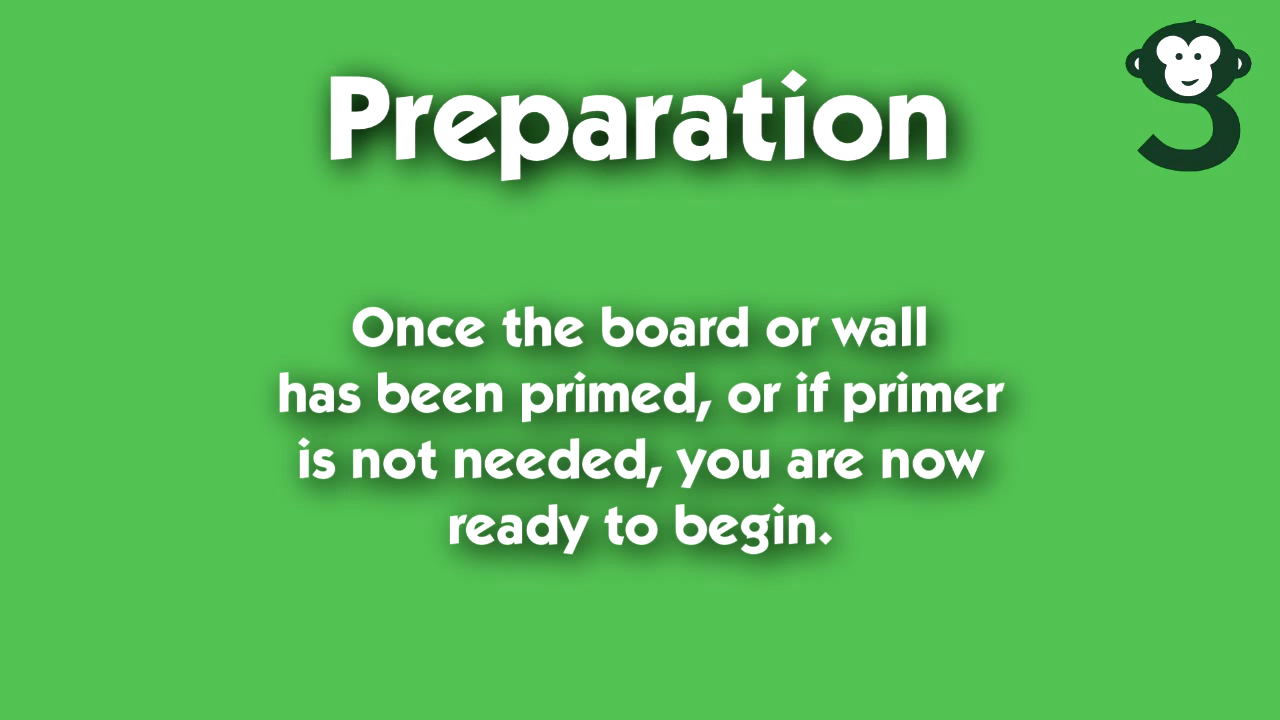 Preparation
Once the board or wall
has been primed, or if primer
is not needed, you are now
ready to begin.